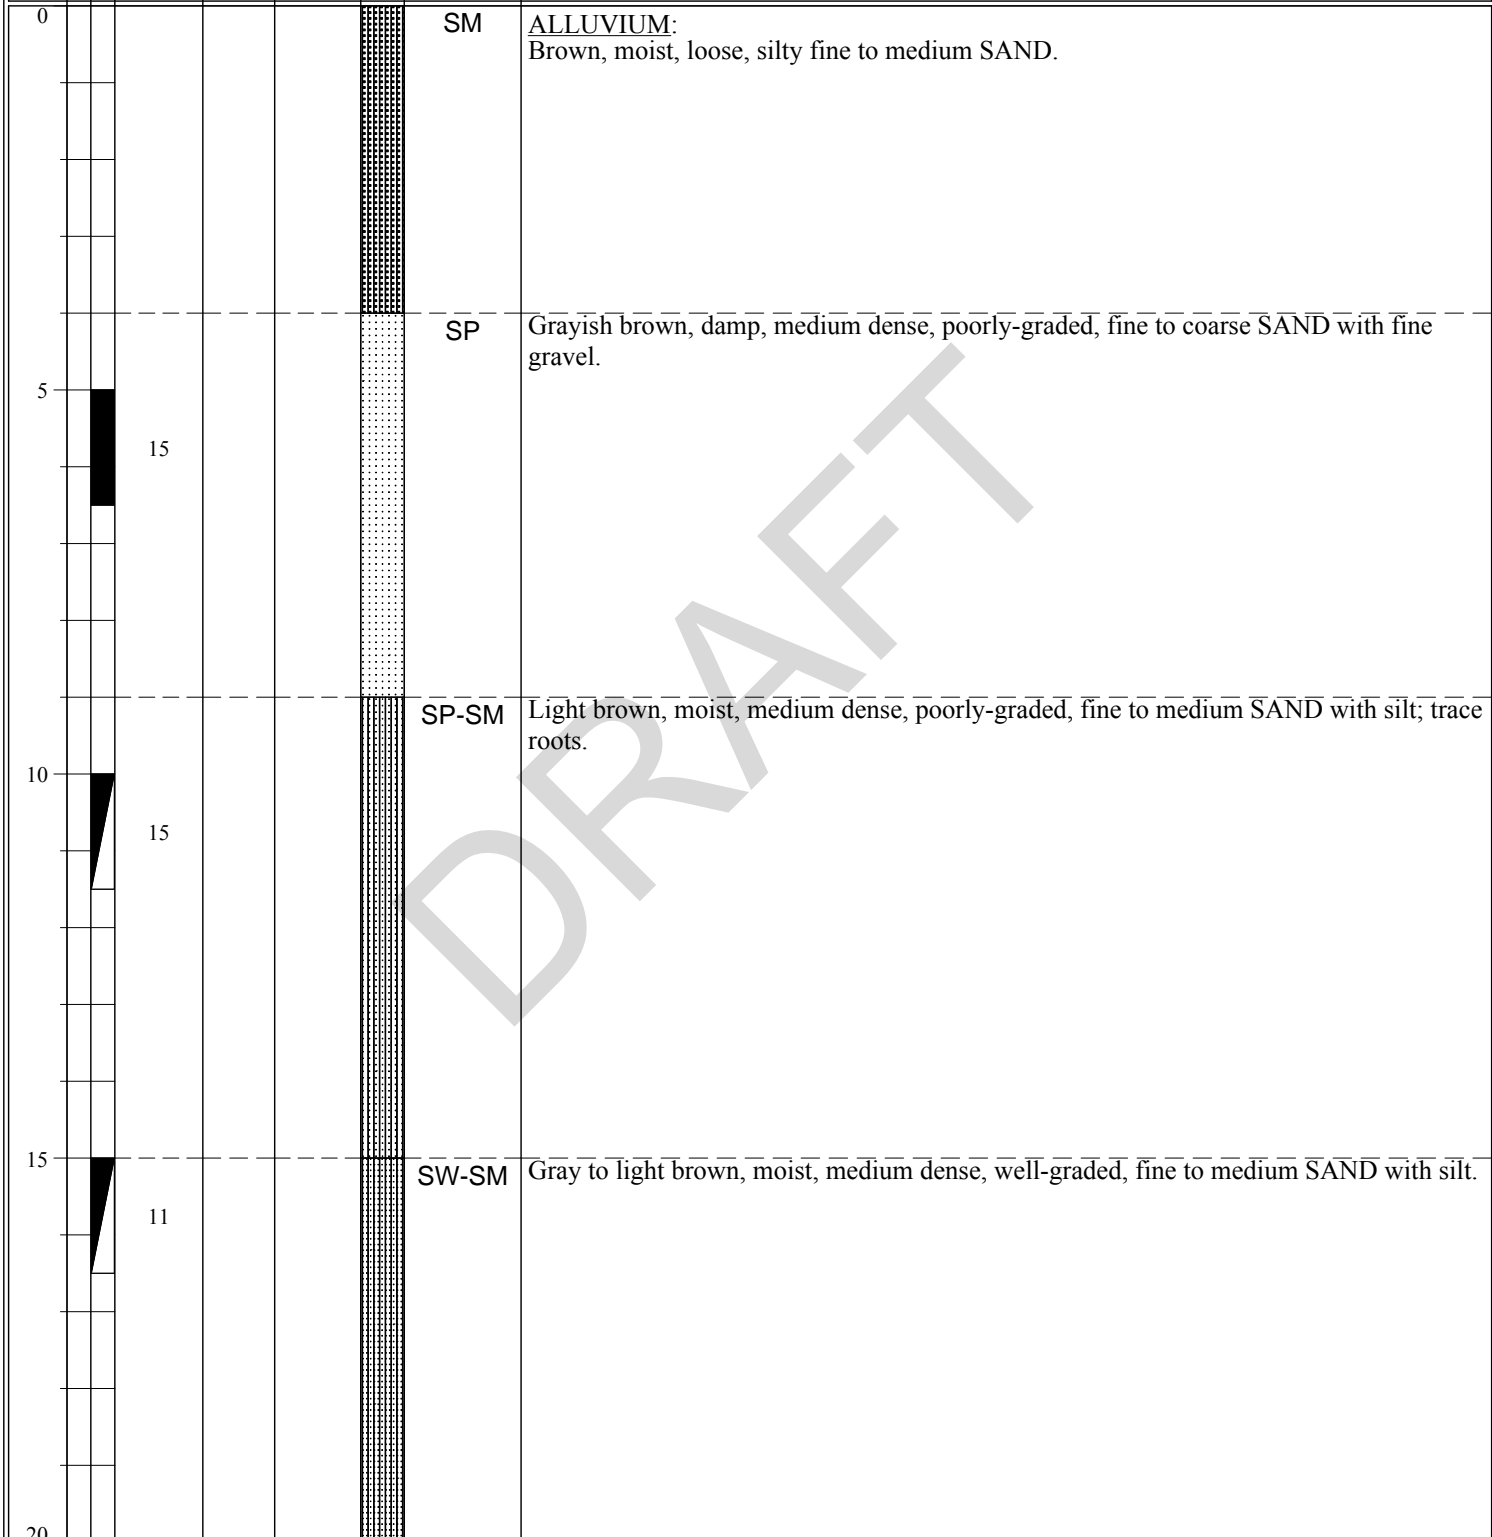 0
SM
ALLUVIUM:
Brown, moist, loose, silty fine to medium SAND.
SP
Grayish brown, damp, medium dense, poorly-graded, fine to coarse SAND with fine
gravel.
5
15
SP-SM
Light brown, moist, medium dense, poorly-graded, fine to medium SAND with silt; trace
roots.
10
15
DRAFT
15
SW-SM
Gray to light brown, moist, medium dense, well-graded, fine to medium SAND with silt.
11
20